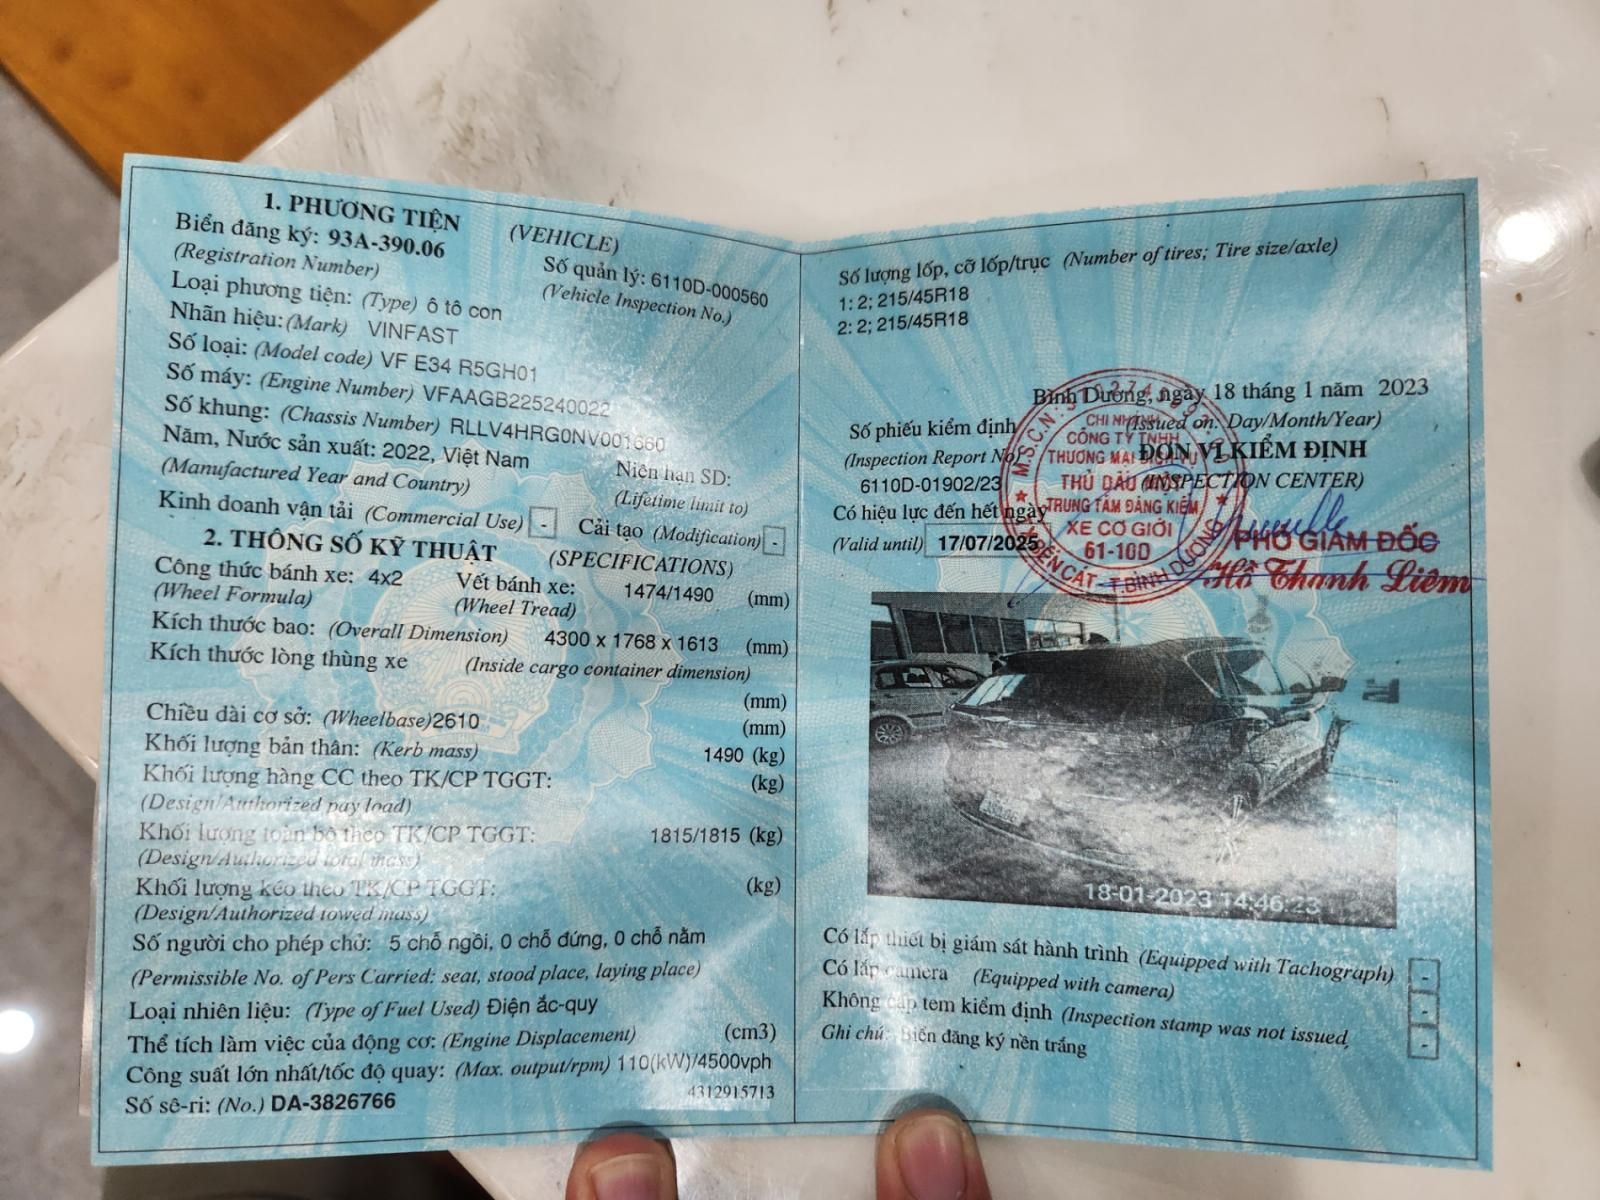 1. PHƯƠNG TIỆN (VEHICLE)
Biển đăng ký: 93A-390.06
(Registration Number)
Số quản lý: 6110D-000560
(Vehicle Inspection No.)
Loại phương tiện: (Type) ô tô con
Nhãn hiệu: (Mark) VINFAST
Số loại: (Model code) VF E34 R5GH01
Số máy: (Engine Number) VFAAGB225240022
Số khung: (Chassis Number) RLLV4HRG0NV001660
Năm, Nước sản xuất: 2022, Việt Nam
(Manufactured Year and Country)
Niên hạn SD:
(Lifetime limit to)
Kinh doanh vận tải (Commercial Use) - Cải tạo (Modification) -
2. THÔNG SỐ KỸ THUẬT (SPECIFICATIONS)
Công thức bánh xe: 4x2
(Wheel Formula)
Vết bánh xe: 1474/1490 (mm)
(Wheel Tread)
Kích thước bao: (Overall Dimension) 4300 x 1768 x 1613 (mm)
Kích thước lòng thùng xe (Inside cargo container dimension)
(mm)
Chiều dài cơ sở: (Wheelbase) 2610 (mm)
Khối lượng bản thân: (Kerb mass) 1490 (kg)
Khối lượng hàng CC theo TK/CP TGGT: (kg)
(Design/Authorized pay load)
Khối lượng toàn bộ theo TK/CP TGGT: 1815/1815 (kg)
(Design/Authorized total mass)
Khối lượng kéo theo TK/CP TGGT: (kg)
(Design/Authorized towed mass)
Số người cho phép chở: 5 chỗ ngồi, 0 chỗ đứng, 0 chỗ nằm
(Permissible No. of Pers Carried: seat, stood place, laying place)
Loại nhiên liệu: (Type of Fuel Used) Điện ắc-quy
Thể tích làm việc của động cơ: (Engine Displacement) (cm3)
Công suất lớn nhất/tốc độ quay: (Max. output/rpm) 110(kW)/4500vph
4312915713
Số sê-ri: (No.) DA-3826766
Số lượng lốp, cỡ lốp/trục (Number of tires; Tire size/axle)
1: 2; 215/45R18
2: 2; 215/45R18
Bình Dương, ngày 18 tháng 1 năm 2023
(Issued on: Day/Month/Year)
Số phiếu kiểm định
(Inspection Report No)
6110D-01902/23
ĐƠN VỊ KIỂM ĐỊNH
(INSPECTION CENTER)
Có hiệu lực đến hết ngày
(Valid until) 17/07/2025
M.S.C.N:
CHI NHÁNH
CÔNG TY TNHH
THƯƠNG MẠI DỊCH VỤ
THỦ DẦU MỘT
TRUNG TÂM ĐĂNG KIỂM
XE CƠ GIỚI
61-10D
BẾN CÁT - T.BÌNH DƯƠNG
PHÓ GIÁM ĐỐC
Hồ Thanh Liêm
18-01-2023 14:46:23
Có lắp thiết bị giám sát hành trình (Equipped with Tachograph) -
Có lắp camera (Equipped with camera) -
Không cấp tem kiểm định (Inspection stamp was not issued, -
Ghi chú: Biển đăng ký nền trắng